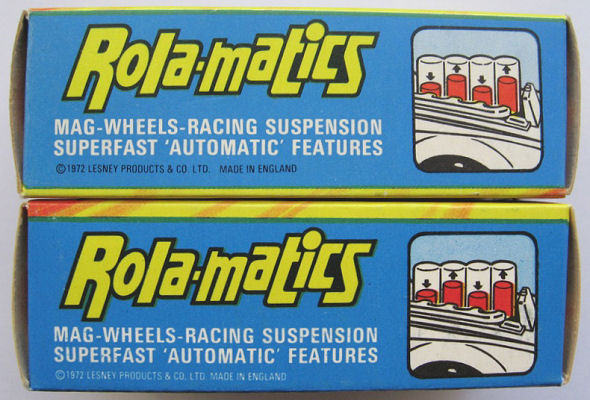 Rola-matics
MAG-WHEELS-RACING SUSPENSION
SUPERFAST 'AUTOMATIC' FEATURES
©1972 LESNEY PRODUCTS & CO. LTD. MADE IN ENGLAND
Rola-matics
MAG-WHEELS-RACING SUSPENSION
SUPERFAST 'AUTOMATIC' FEATURES
©1972 LESNEY PRODUCTS & CO. LTD. MADE IN ENGLAND